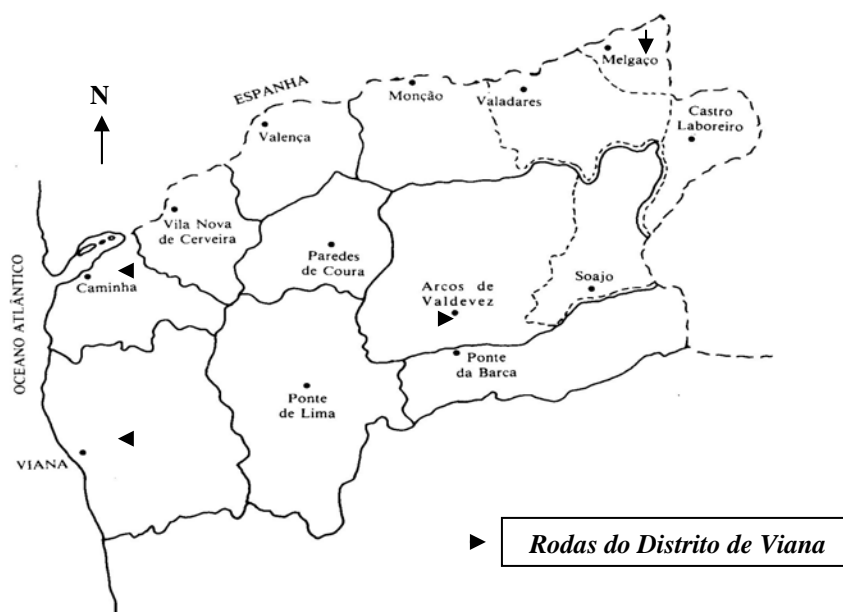 Melgaço
ESPANHA
Monção
Valadares
Castro
Laboreiro
N
Valença
Vila Nova
de Cerveira
Paredes
de Coura
OCEANO ATLÂNTICO
Caminha
Arcos de
Valdevez
Soajo
Ponte
da Barca
Ponte
de Lima
VIANA
Rodas do Distrito de Viana